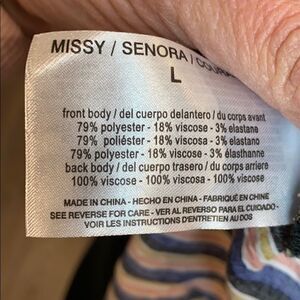 MISSY / SENORA /
L
front body / del cuerpo delantero / du corps avant
79% polyester - 18% viscose - 3% elastane
79% poliéster - 18% viscosa - 3% elastano
79% polyester - 18% viscose - 3% élasthanne
back body / del cuerpo trasero / du corps arriere
100% viscose - 100% viscosa - 100% viscose
MADE IN CHINA - HECHO EN CHINA - FABRIQUÉ EN CHINE
SEE REVERSE FOR CARE - VER AL REVERSO PARA EL CUIDADO -
VOIR LES INSTRUCTIONS D'ENTRETIEN AU DOS